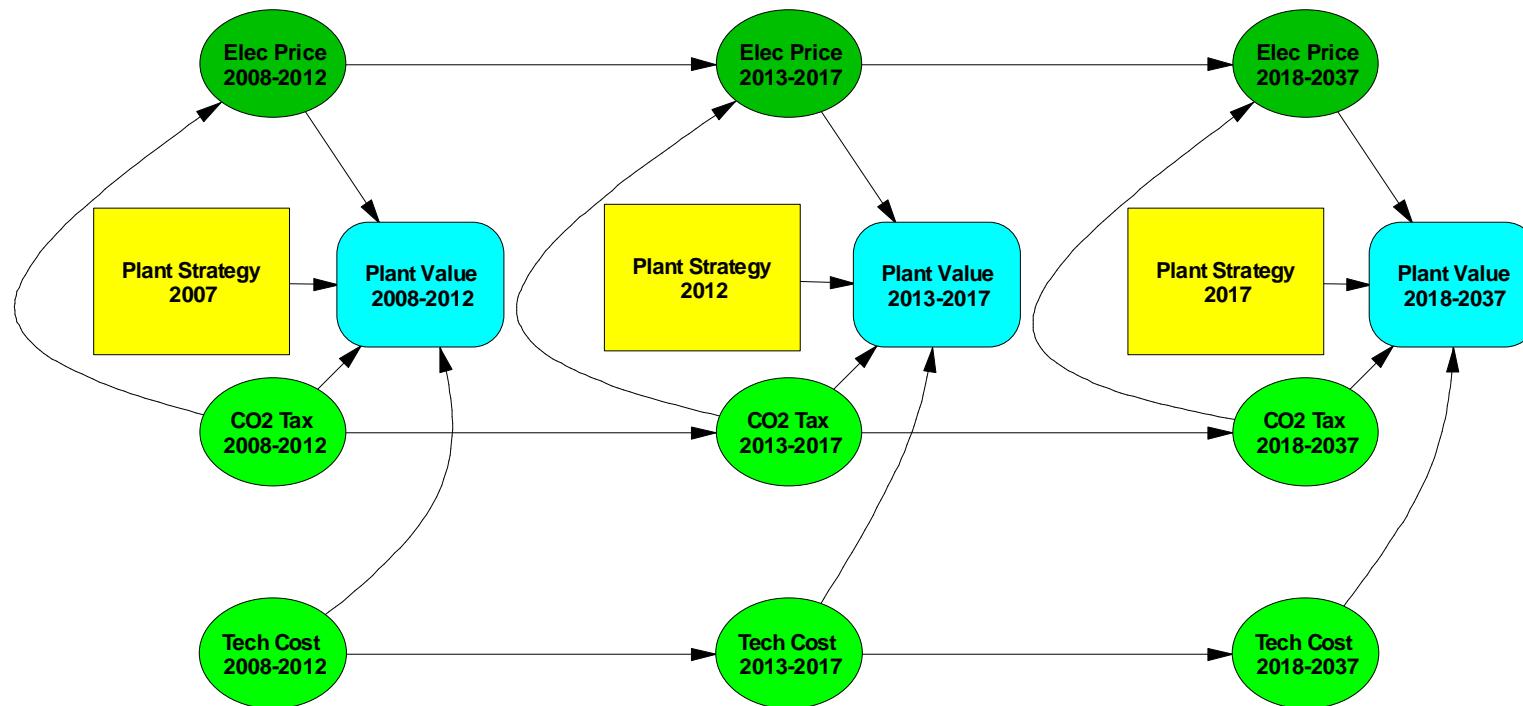 Elec Price
2008-2012
Elec Price
2013-2017
Elec Price
2018-2037
Plant Strategy
2007
Plant Value
2008-2012
Plant Strategy
2012
Plant Value
2013-2017
Plant Strategy
2017
Plant Value
2018-2037
CO2 Tax
2008-2012
CO2 Tax
2013-2017
CO2 Tax
2018-2037
Tech Cost
2008-2012
Tech Cost
2013-2017
Tech Cost
2018-2037